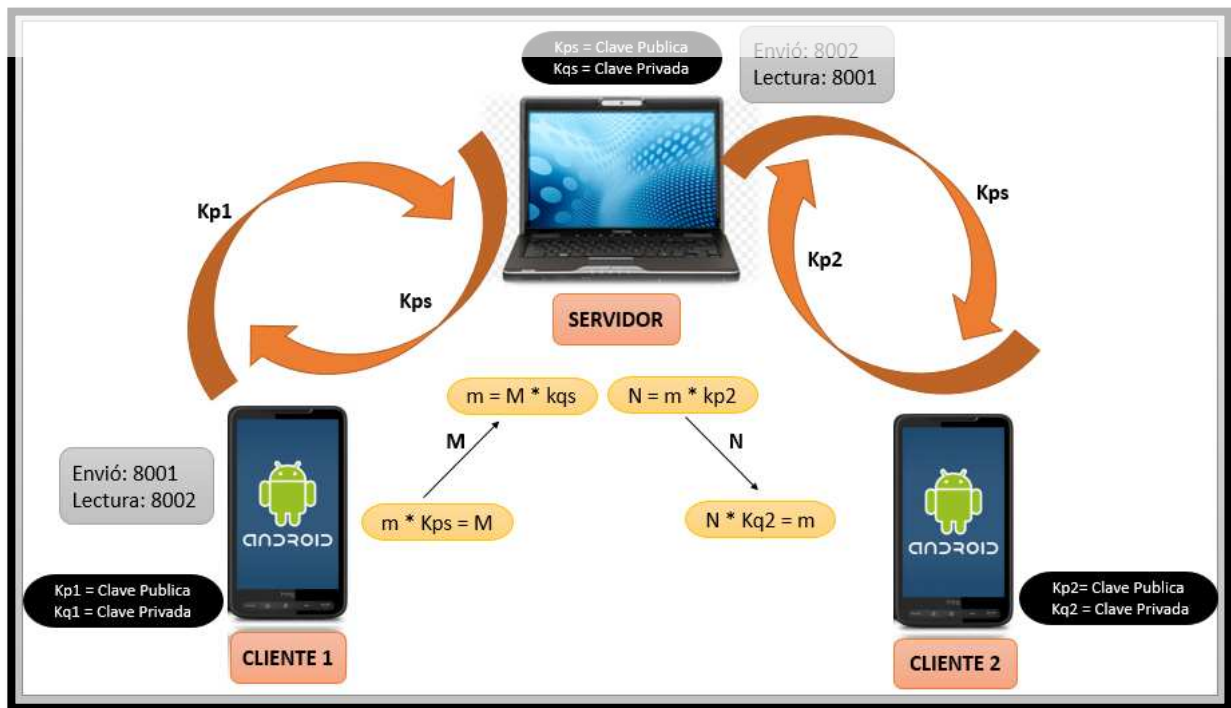 Kps = Clave Publica
Kqs = Clave Privada
Envió: 8002
Lectura: 8001
Kp1
Kps
Kps
Kp2
SERVIDOR
m = M * kqs
N = m * kp2
M
N
Envió: 8001
Lectura: 8002
m * Kps = M
N * Kq2 = m
ANDROID
ANDROID
Kp1 = Clave Publica
Kq1 = Clave Privada
Kp2= Clave Publica
Kq2 = Clave Privada
CLIENTE 1
CLIENTE 2